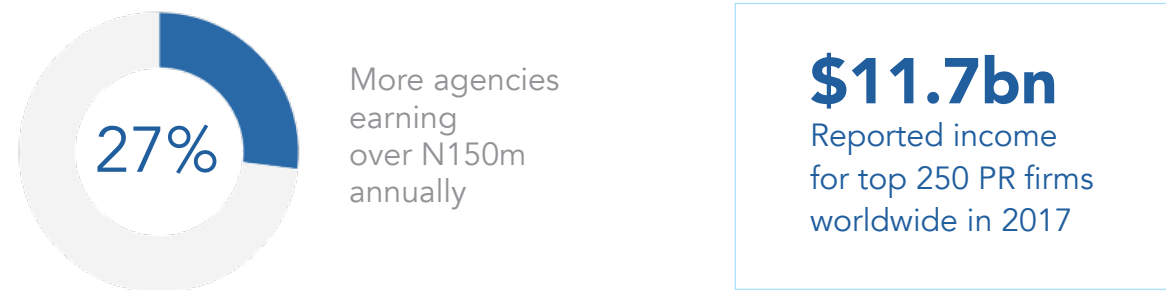 27%
More agencies
earning
over N150m
annually
$11.7bn
Reported income
for top 250 PR firms
worldwide in 2017